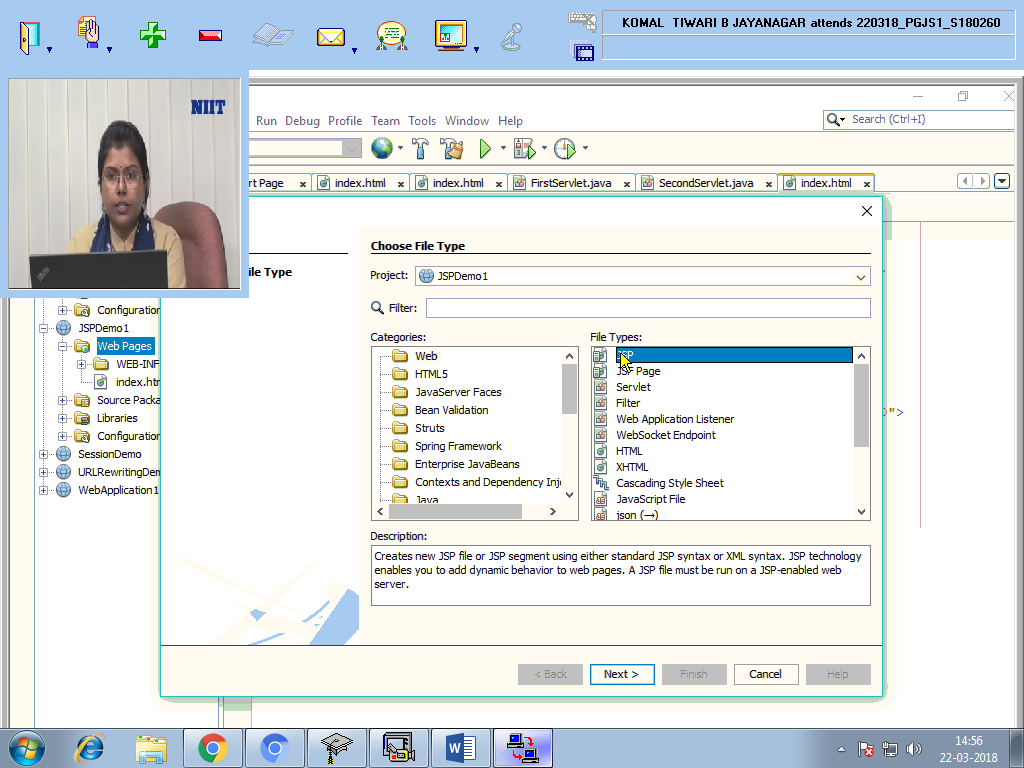 KOMAL TIWARI B JAYANAGAR attends 220318_PGJS1_S180260
NIIT
Run Debug Profile Team Tools Window Help
Search (Ctrl+I)
rt Page
index.html
index.html
FirstServlet.java
SecondServlet.java
index.html
ile Type
Choose File Type
Project: JSPDemo1
Filter:
Categories:
Web
HTML5
JavaServer Faces
Bean Validation
Struts
Spring Framework
Enterprise JavaBeans
Contexts and Dependency Inj
Java
File Types:
JSP
JSF Page
Servlet
Filter
Web Application Listener
WebSocket Endpoint
HTML
XHTML
Cascading Style Sheet
JavaScript File
json (→)
Description:
Creates new JSP file or JSP segment using either standard JSP syntax or XML syntax. JSP technology
enables you to add dynamic behavior to web pages. A JSP file must be run on a JSP-enabled web
server.
< Back
Next >
Finish
Cancel
Help
Configuration
JSPDemo1
Web Pages
WEB-INF
index.htm
Source Packa
Libraries
Configuration
SessionDemo
URLRewritingDem
WebApplication1
">
14:56
22-03-2018